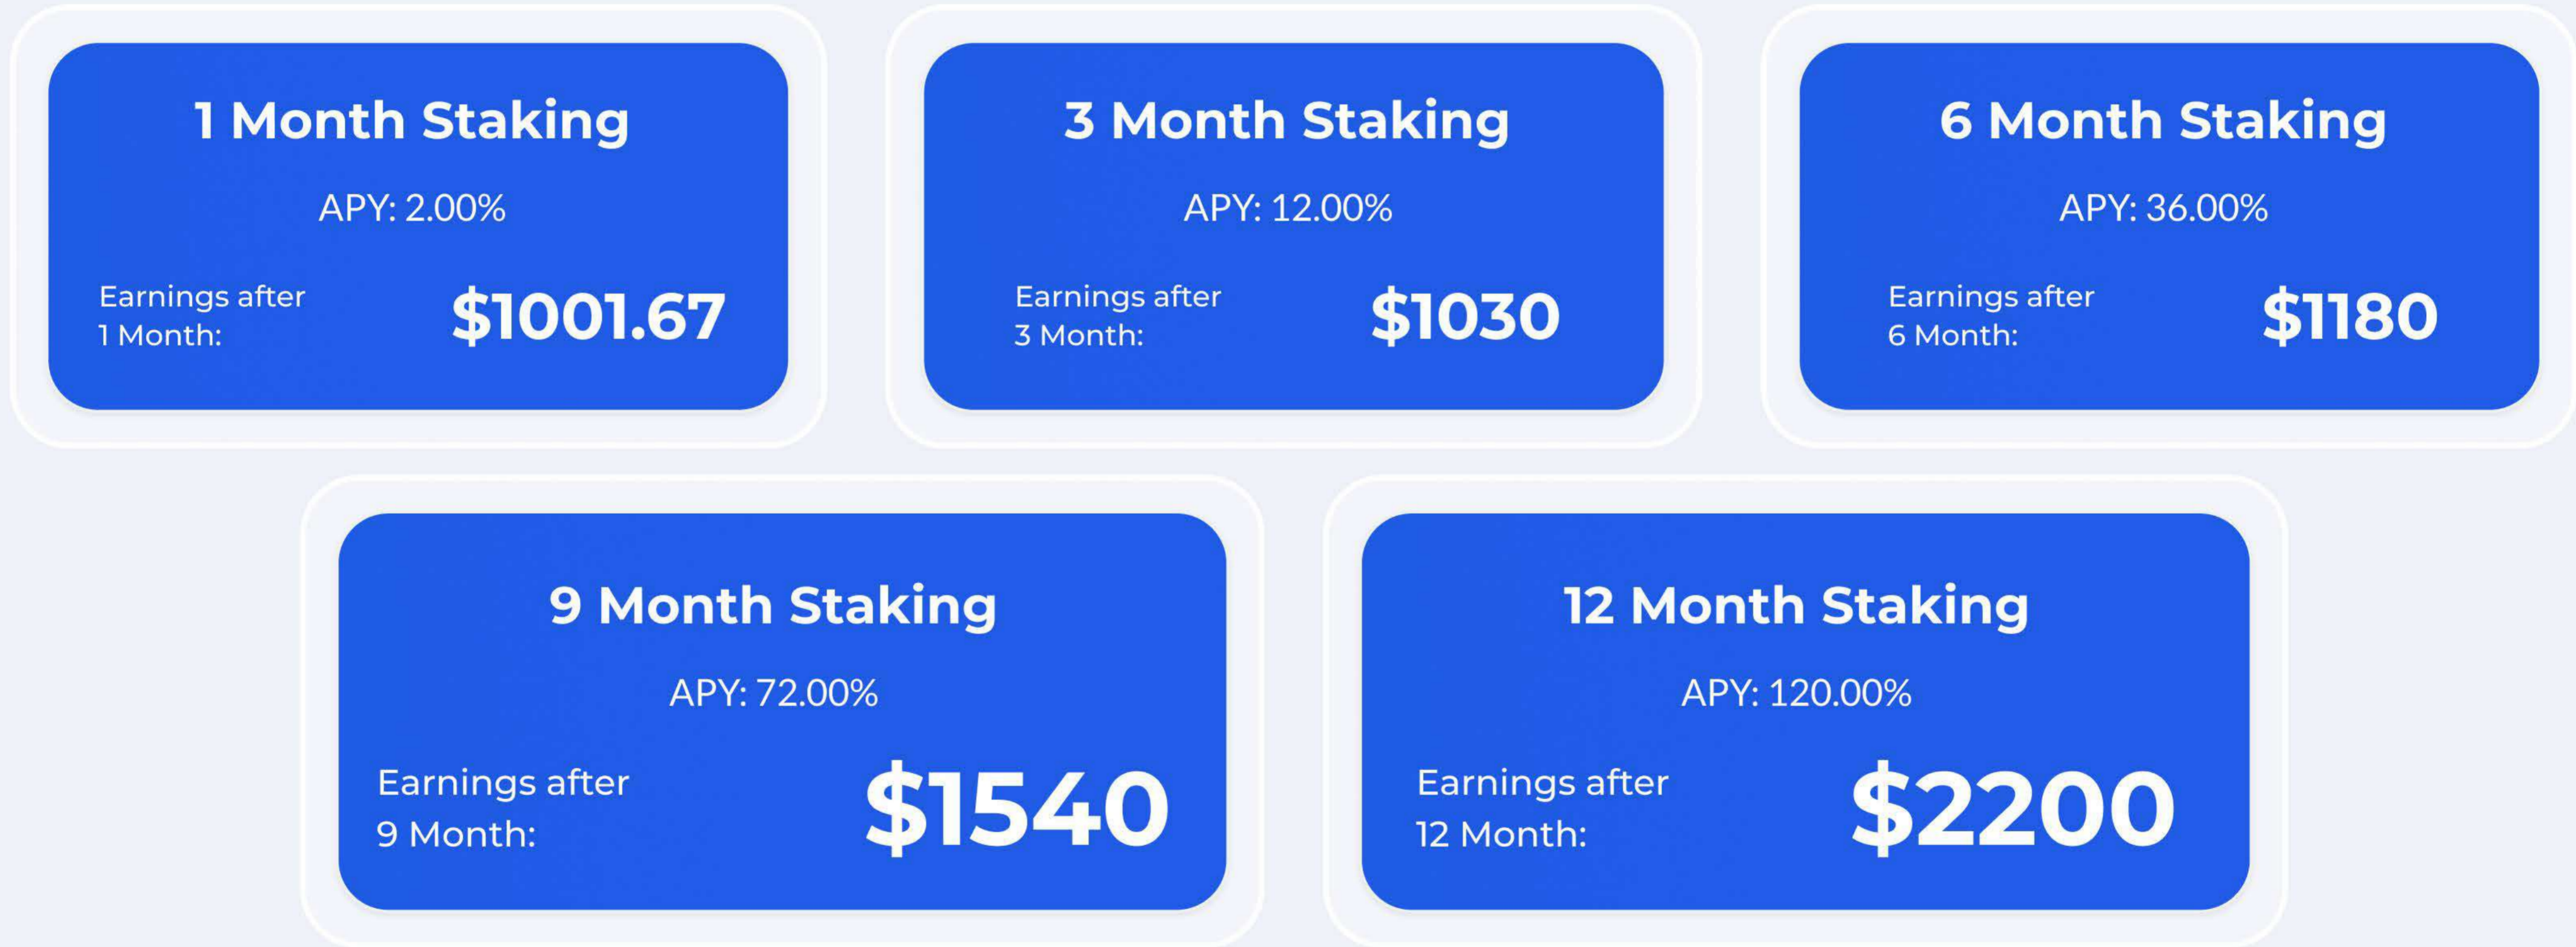 1 Month Staking
APY: 2.00%
Earnings after
1 Month:
$1001.67
3 Month Staking
APY: 12.00%
Earnings after
3 Month:
$1030
6 Month Staking
APY: 36.00%
Earnings after
6 Month:
$1180
9 Month Staking
APY: 72.00%
Earnings after
9 Month:
$1540
12 Month Staking
APY: 120.00%
Earnings after
12 Month:
$2200